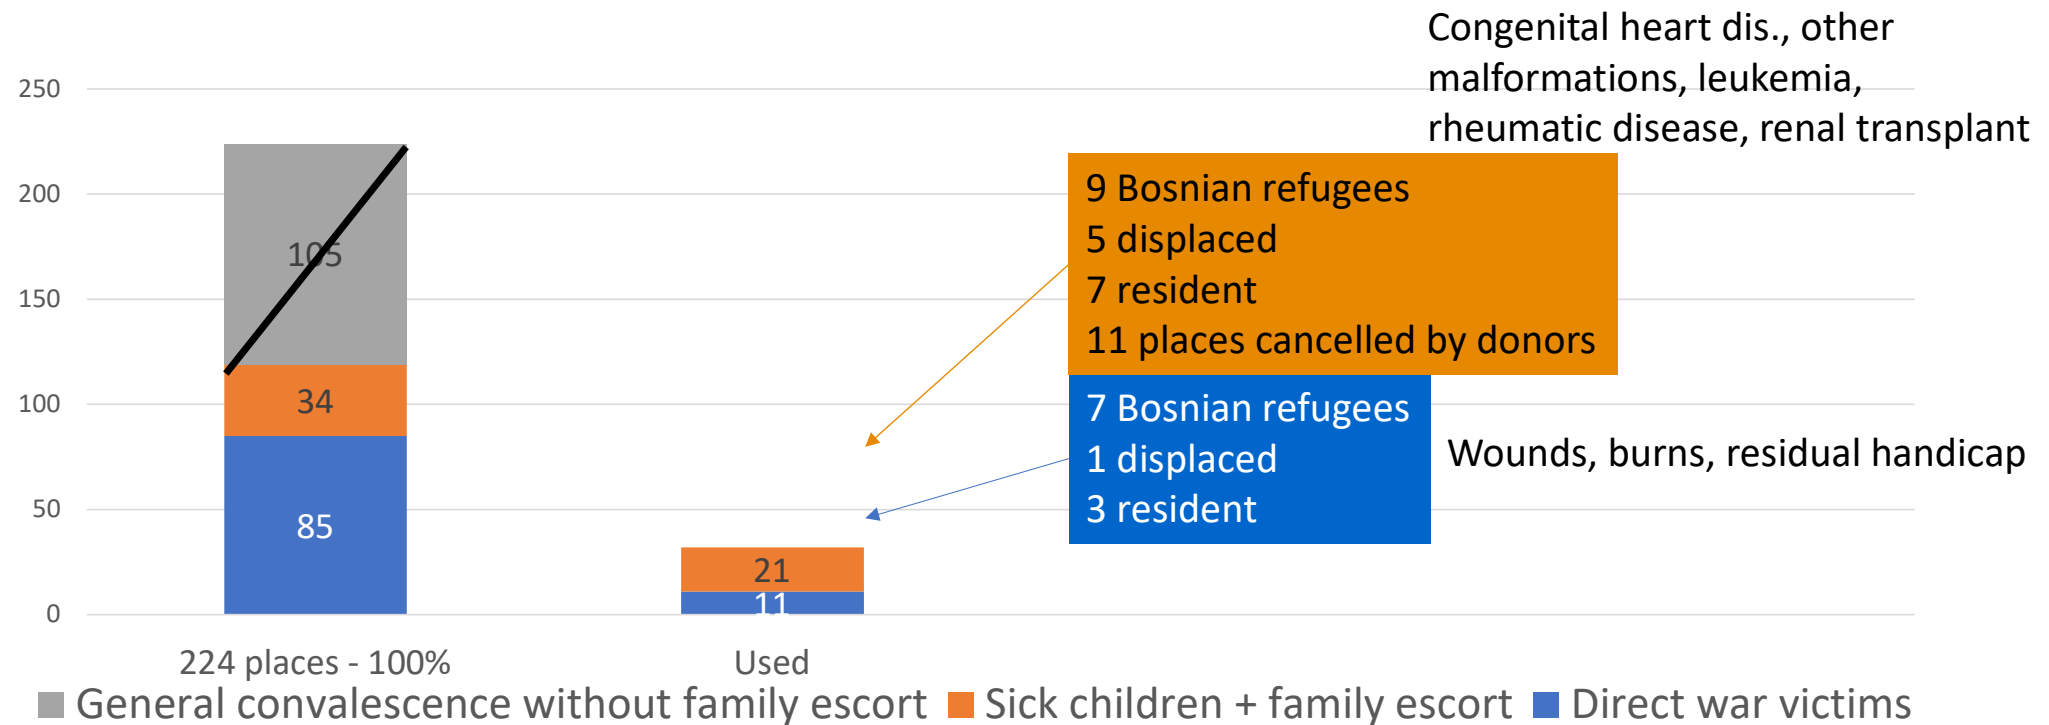 Congenital heart dis., other
malformations, leukemia,
rheumatic disease, renal transplant
250
200
150
100
50
0
105
34
85
21
11
9 Bosnian refugees
5 displaced
7 resident
11 places cancelled by donors
7 Bosnian refugees
1 displaced
3 resident
Wounds, burns, residual handicap
224 places - 100%
Used
General convalescence without family escort
Sick children + family escort
Direct war victims